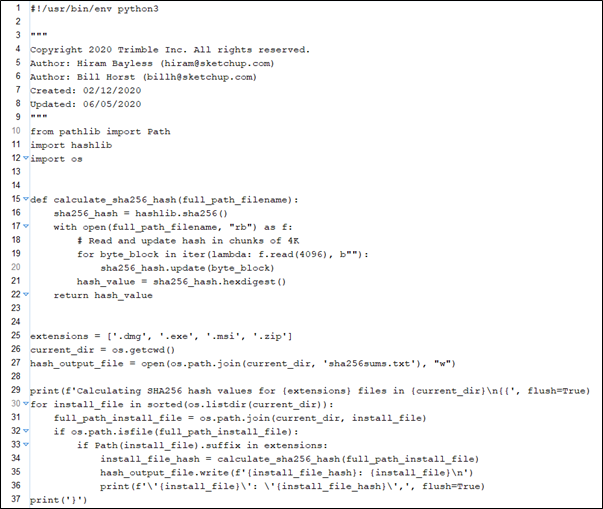 1 #!/usr/bin/env python3
2
3 """
4 Copyright 2020 Trimble Inc. All rights reserved.
5 Author: Hiram Bayless (hiram@sketchup.com)
6 Author: Bill Horst (billh@sketchup.com)
7 Created: 02/12/2020
8 Updated: 06/05/2020
9 """
10 from pathlib import Path
11 import hashlib
12 import os
13
14
15 def calculate_sha256_hash(full_path_filename):
16     sha256_hash = hashlib.sha256()
17     with open(full_path_filename, "rb") as f:
18         # Read and update hash in chunks of 4K
19         for byte_block in iter(lambda: f.read(4096), b""):
20             sha256_hash.update(byte_block)
21         hash_value = sha256_hash.hexdigest()
22     return hash_value
23
24
25 extensions = ['.dmg', '.exe', '.msi', '.zip']
26 current_dir = os.getcwd()
27 hash_output_file = open(os.path.join(current_dir, 'sha256sums.txt'), "w")
28
29 print(f'Calculating SHA256 hash values for {extensions} files in {current_dir}\n{{', flush=True)
30 for install_file in sorted(os.listdir(current_dir)):
31     full_path_install_file = os.path.join(current_dir, install_file)
32     if os.path.isfile(full_path_install_file):
33         if Path(install_file).suffix in extensions:
34             install_file_hash = calculate_sha256_hash(full_path_install_file)
35             hash_output_file.write(f'{install_file_hash}: {install_file}\n')
36             print(f'\'{install_file}\': \'{install_file_hash}\',', flush=True)
37 print('}')